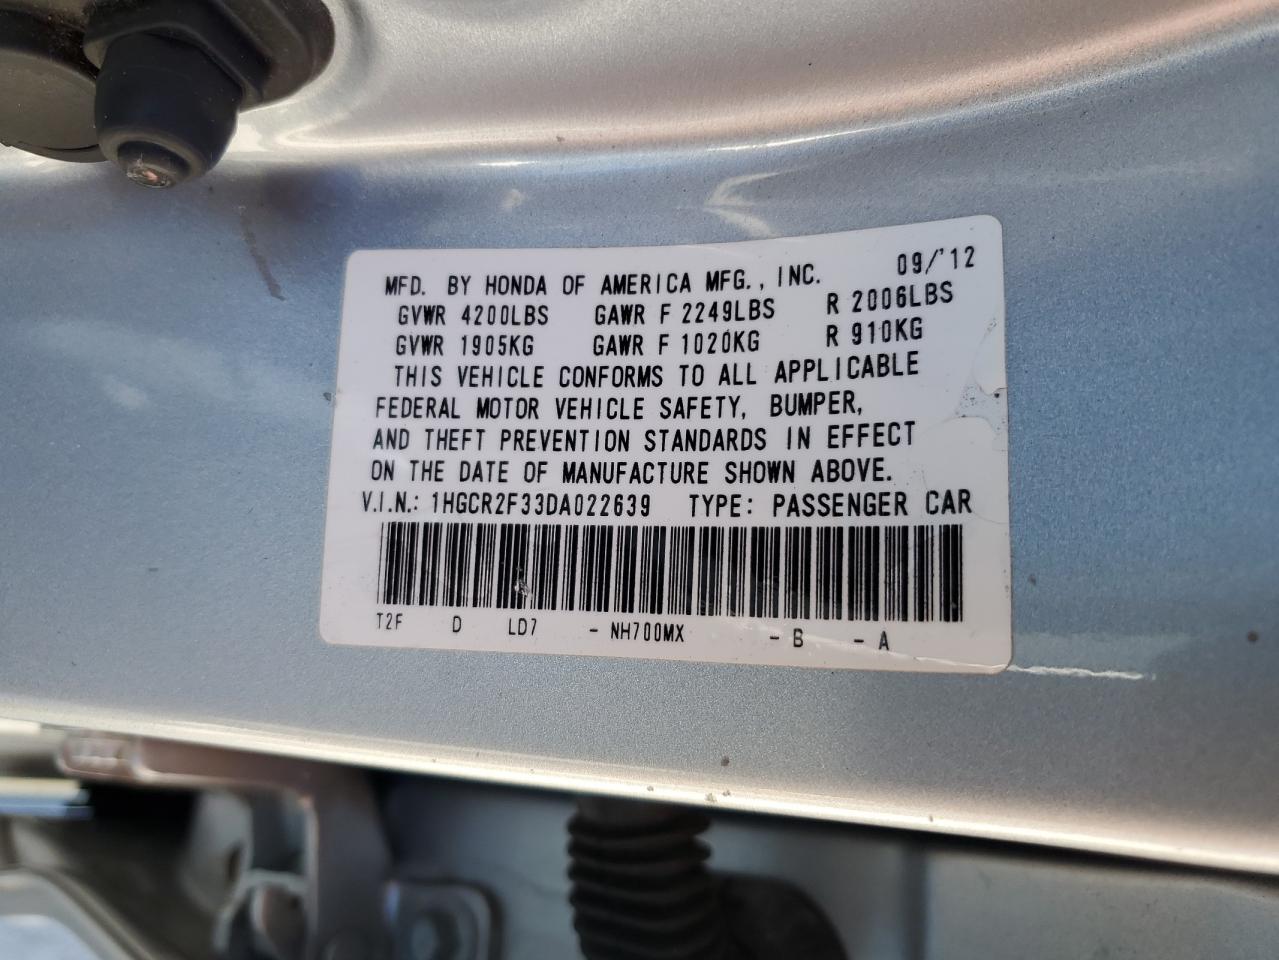 MFD. BY HONDA OF AMERICA MFG., INC. 09/'12
GVWR 4200LBS GAWR F 2249LBS R 2006LBS
GVWR 1905KG GAWR F 1020KG R 910KG
THIS VEHICLE CONFORMS TO ALL APPLICABLE
FEDERAL MOTOR VEHICLE SAFETY, BUMPER,
AND THEFT PREVENTION STANDARDS IN EFFECT
ON THE DATE OF MANUFACTURE SHOWN ABOVE.
V.I.N.: 1HGCR2F33DA022639 TYPE: PASSENGER CAR
T2F D LD7 - NH700MX - B - A